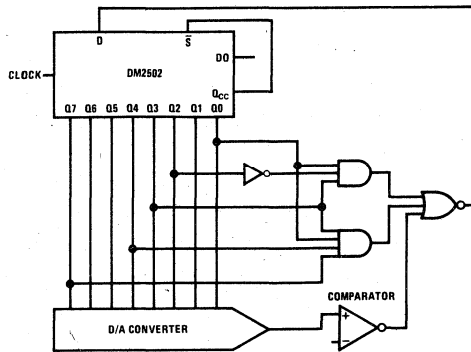 D S̅
DO
CLOCK
DM2502
QCC
Q7 Q6 Q5 Q4 Q3 Q2 Q1 Q0
COMPARATOR
+
D/A CONVERTER
−